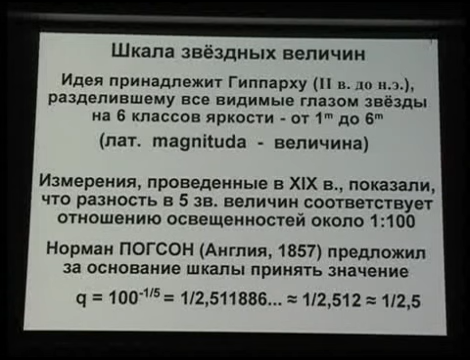 Шкала звёздных величин
Идея принадлежит Гиппарху (II в. до н.э.),
разделившему все видимые глазом звёзды
на 6 классов яркости - от 1ᵐ до 6ᵐ
(лат. magnituda - величина)
Измерения, проведенные в XIX в., показали,
что разность в 5 зв. величин соответствует
отношению освещенностей около 1:100
Норман ПОГСОН (Англия, 1857) предложил
за основание шкалы принять значение
q = 100⁻¹ᐟ⁵ = 1/2,511886... ≈ 1/2,512 ≈ 1/2,5